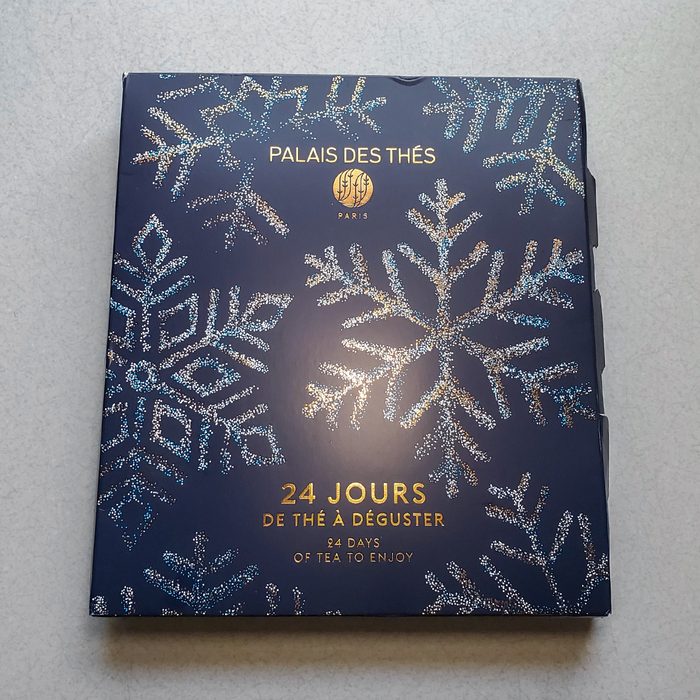 PALAIS DES THÉS
PARIS
24 JOURS
DE THÉ À DÉGUSTER
24 DAYS
OF TEA TO ENJOY